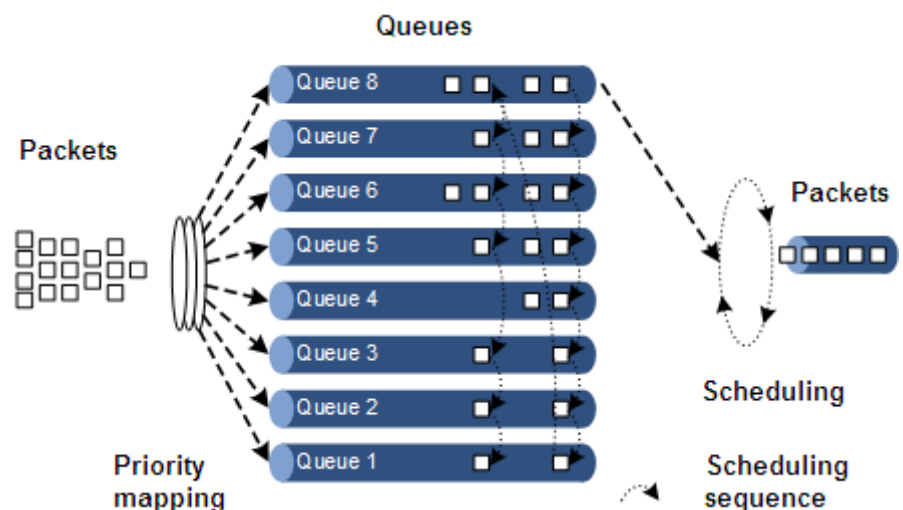 Queues
Packets
Queue 8
Queue 7
Queue 6
Queue 5
Queue 4
Queue 3
Queue 2
Queue 1
Priority
mapping
Packets
Scheduling
Scheduling
sequence